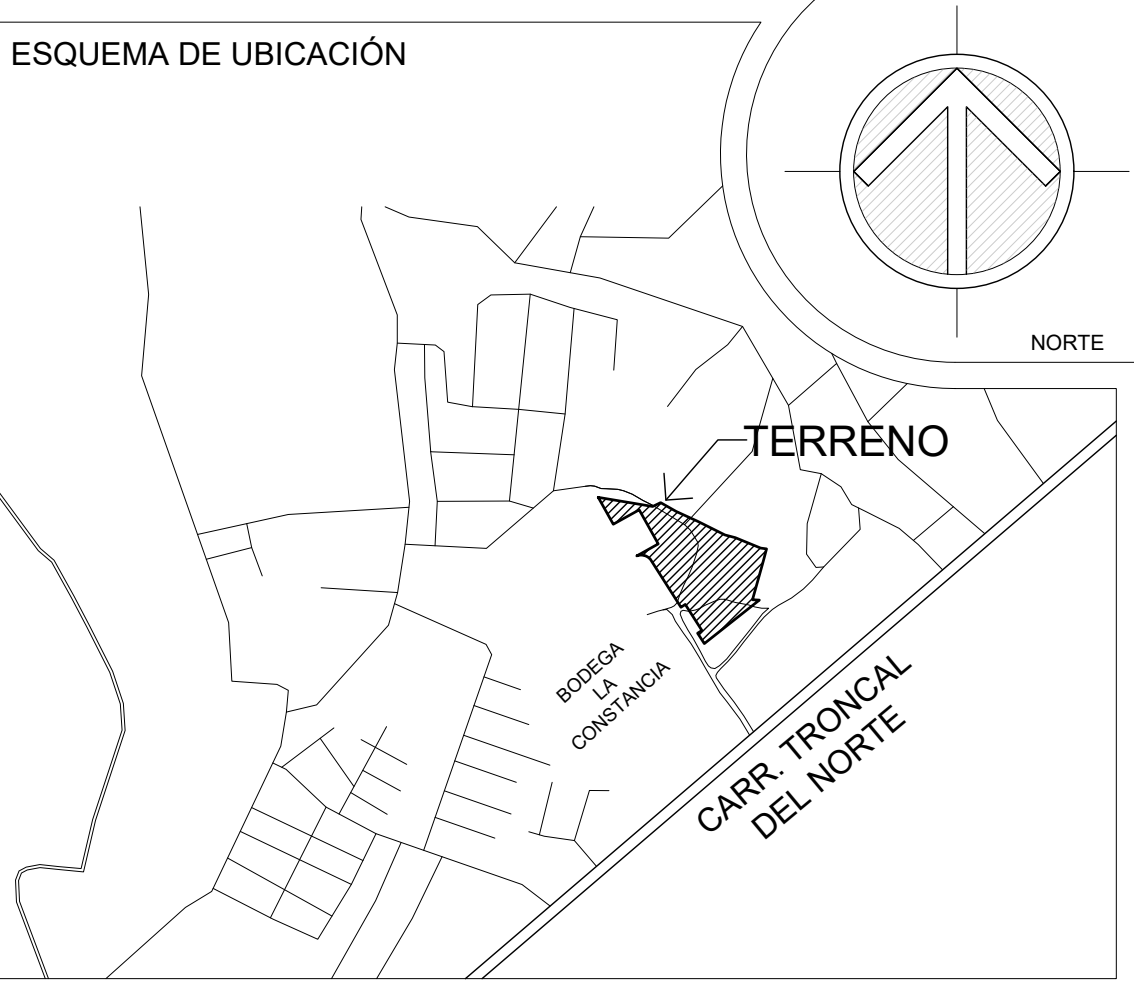 ESQUEMA DE UBICACIÓN
NORTE
TERRENO
BODEGA
LA
CONSTANCIA
CARR. TRONCAL
DEL NORTE